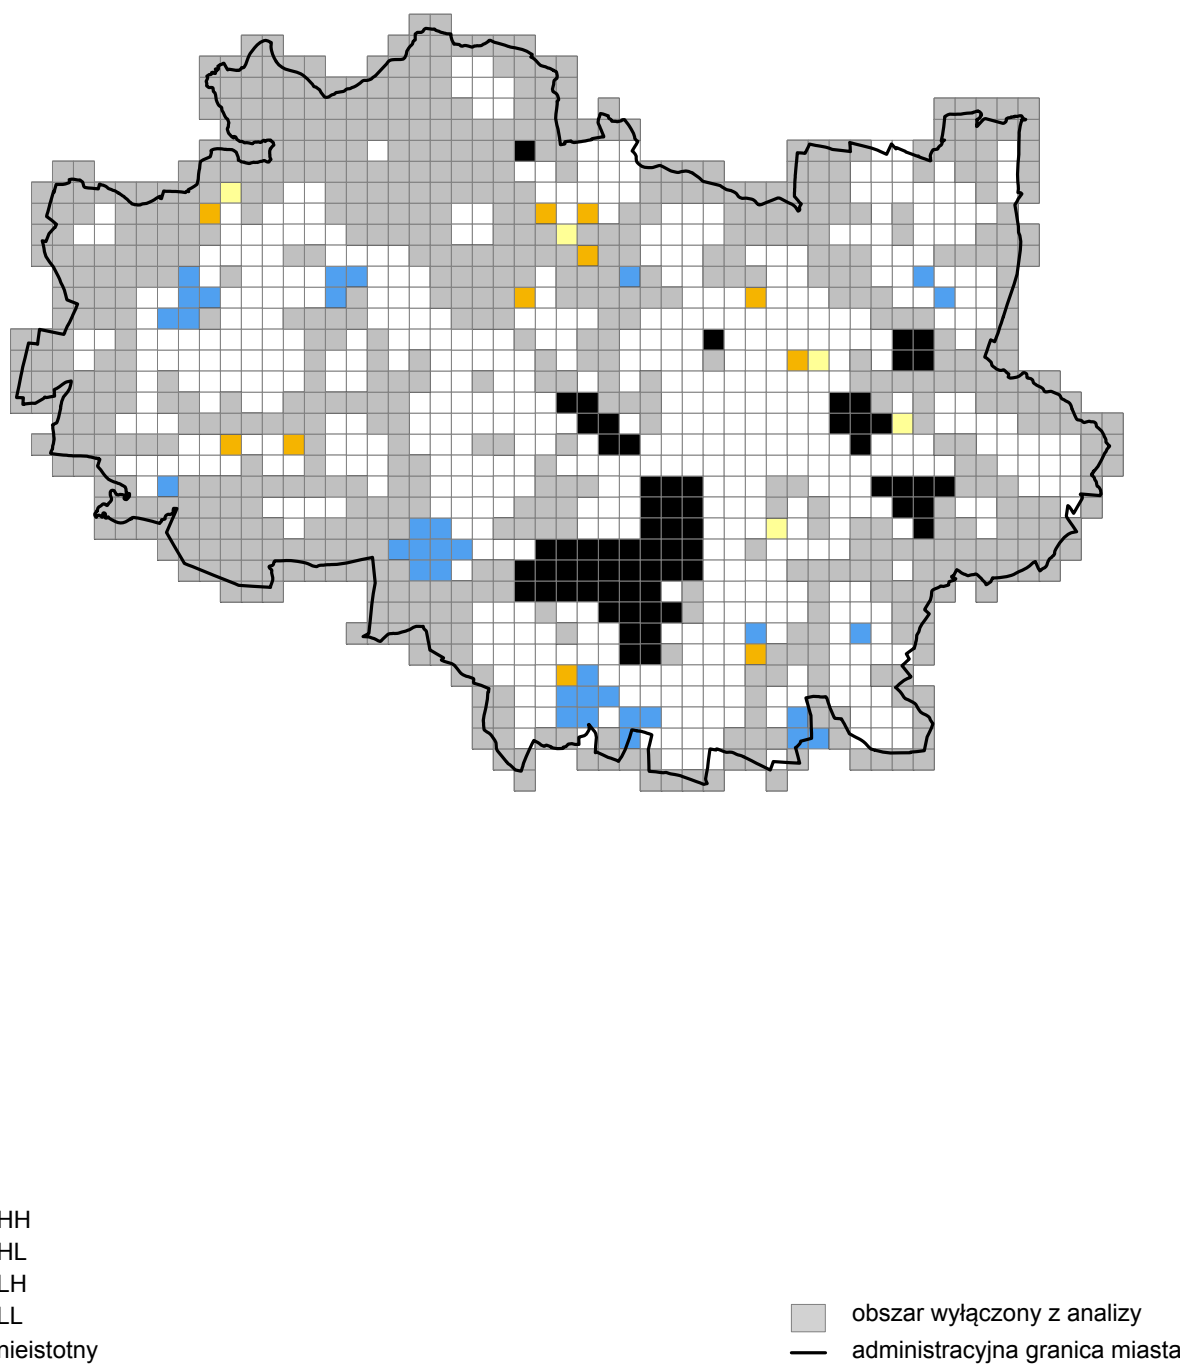 HH
HL
LH
LL
nieistotny
obszar wyłączony z analizy
administracyjna granica miasta